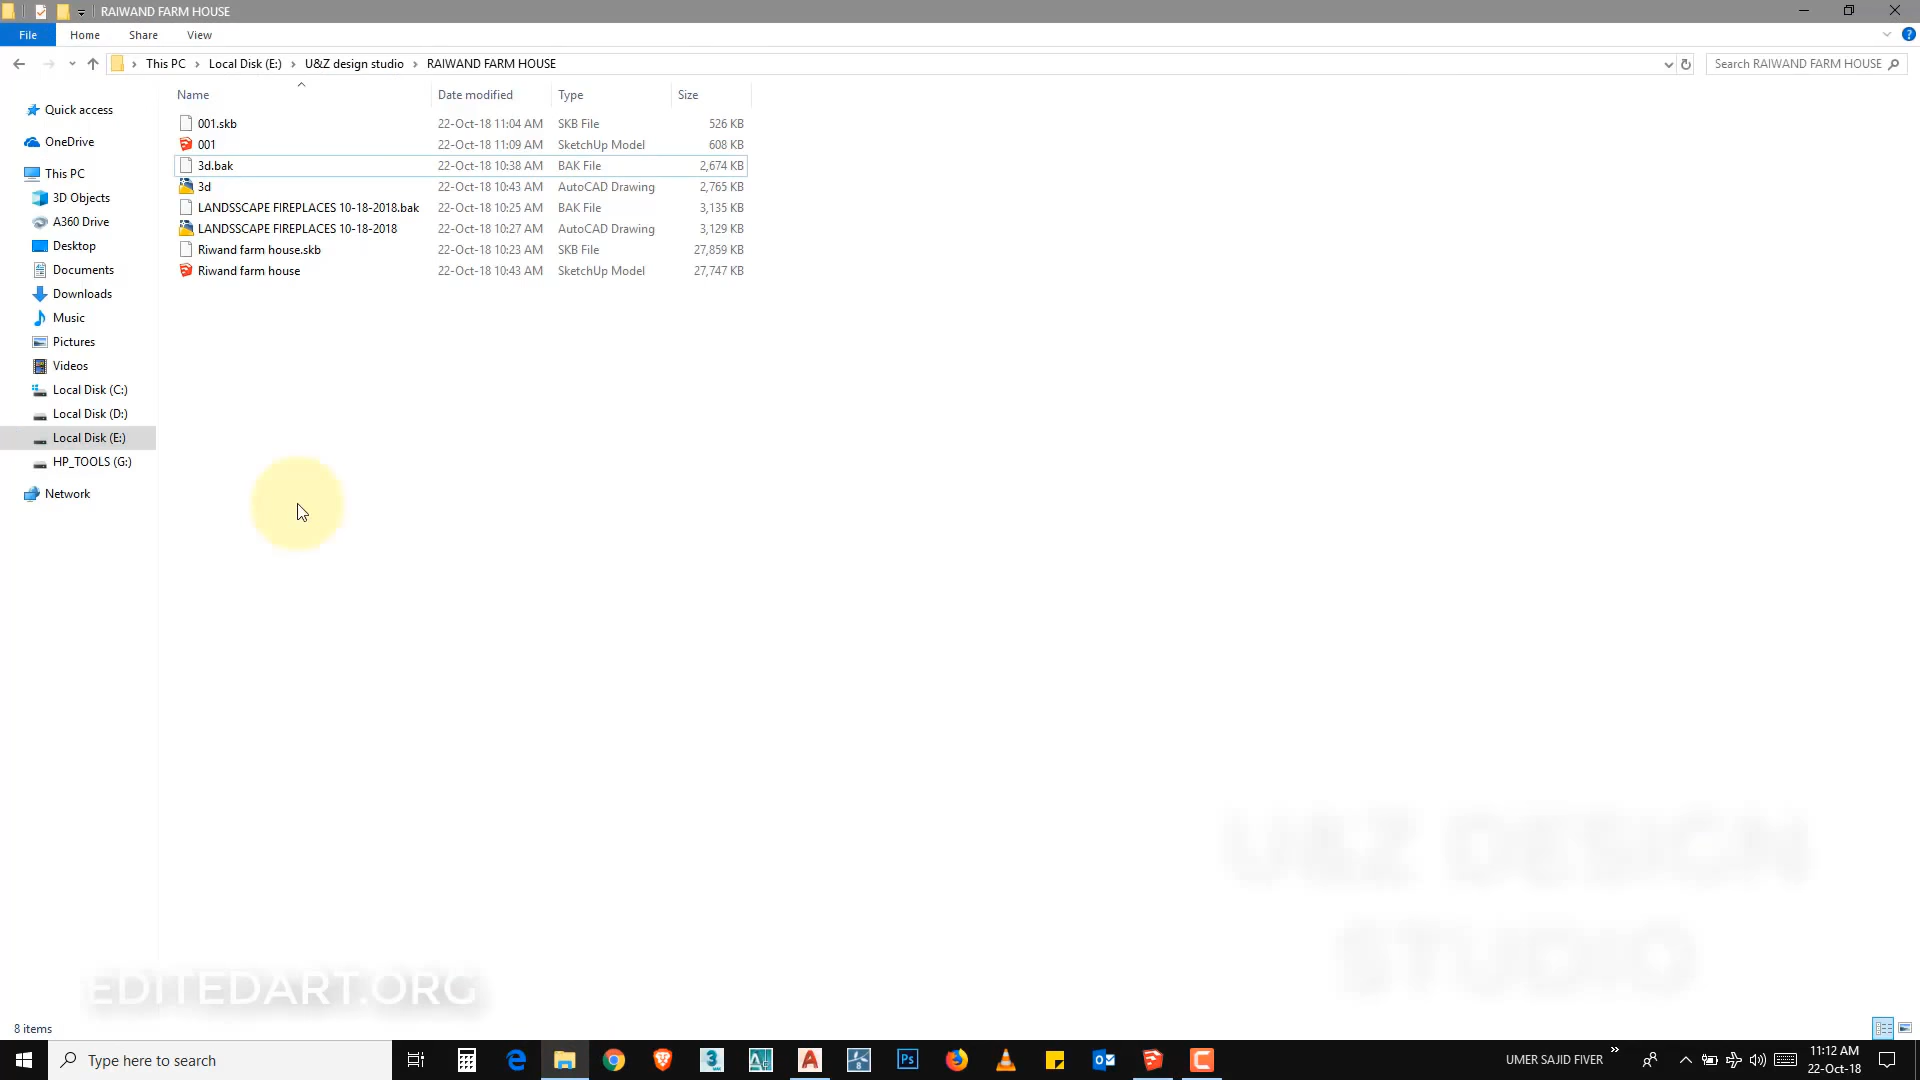 RAIWAND FARM HOUSE
File Home Share View
This PC Local Disk (E:) U&Z design studio RAIWAND FARM HOUSE Search RAIWAND FARM HOUSE
Name Date modified Type Size
Quick access
OneDrive
This PC
3D Objects
A360 Drive
Desktop
Documents
Downloads
Music
Pictures
Videos
Local Disk (C:)
Local Disk (D:)
Local Disk (E:)
HP_TOOLS (G:)
Network
001.skb 22-Oct-18 11:04 AM SKB File 526 KB
001 22-Oct-18 11:09 AM SketchUp Model 608 KB
3d.bak 22-Oct-18 10:38 AM BAK File 2,674 KB
3d 22-Oct-18 10:43 AM AutoCAD Drawing 2,765 KB
LANDSSCAPE FIREPLACES 10-18-2018.bak 22-Oct-18 10:25 AM BAK File 3,135 KB
LANDSSCAPE FIREPLACES 10-18-2018 22-Oct-18 10:27 AM AutoCAD Drawing 3,129 KB
Riwand farm house.skb 22-Oct-18 10:23 AM SKB File 27,859 KB
Riwand farm house 22-Oct-18 10:43 AM SketchUp Model 27,747 KB
U&Z DESIGN
STUDIO
EDITEDART.ORG
8 items
Type here to search
UMER SAJID FIVER
11:12 AM
22-Oct-18